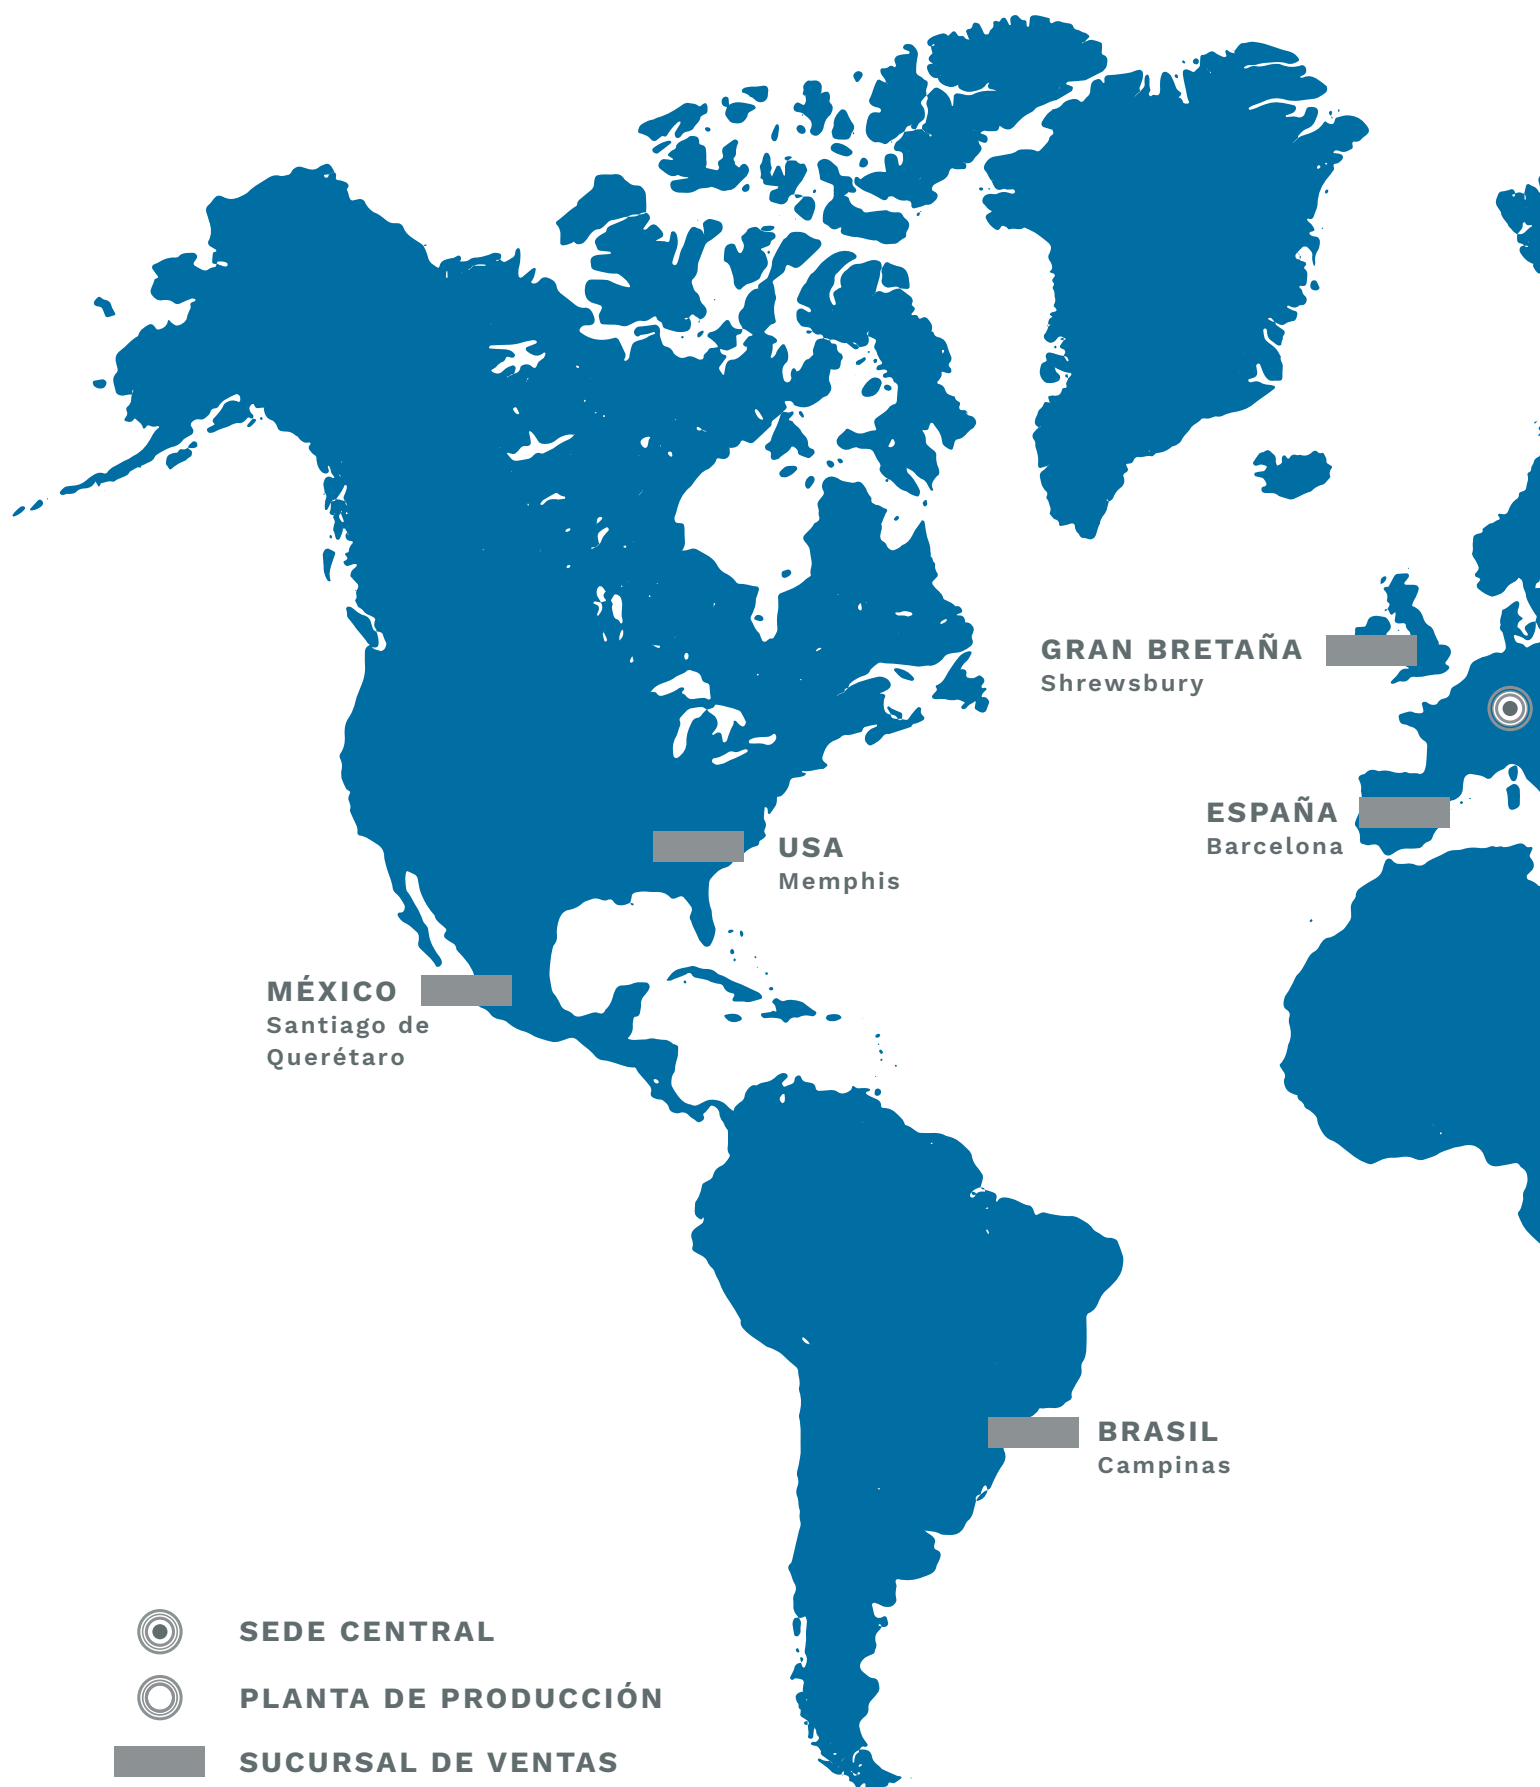 GRAN BRETAÑA
Shrewsbury
ESPAÑA
Barcelona
USA
Memphis
MÉXICO
Santiago de
Querétaro
BRASIL
Campinas
SEDE CENTRAL
PLANTA DE PRODUCCIÓN
SUCURSAL DE VENTAS